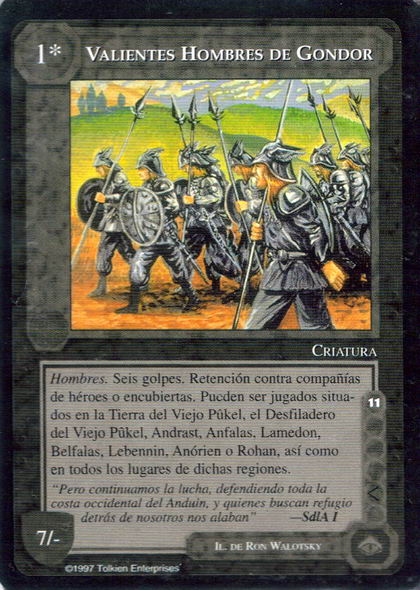 1* VALIENTES HOMBRES DE GONDOR
CRIATURA
Hombres. Seis golpes. Retención contra compañías
de héroes o encubiertas. Pueden ser jugados situa-
dos en la Tierra del Viejo Pûkel, el Desfiladero
del Viejo Pûkel, Andrast, Anfalas, Lamedon,
Belfalas, Lebennin, Anórien o Rohan, así como
en todos los lugares de dichas regiones.
11
“Pero continuamos la lucha, defendiendo toda la
costa occidental del Anduin, y quienes buscan refugio
detrás de nosotros nos alaban” —SdlA I
7/-
IL. DE RON WALOTSKY
©1997 Tolkien Enterprises